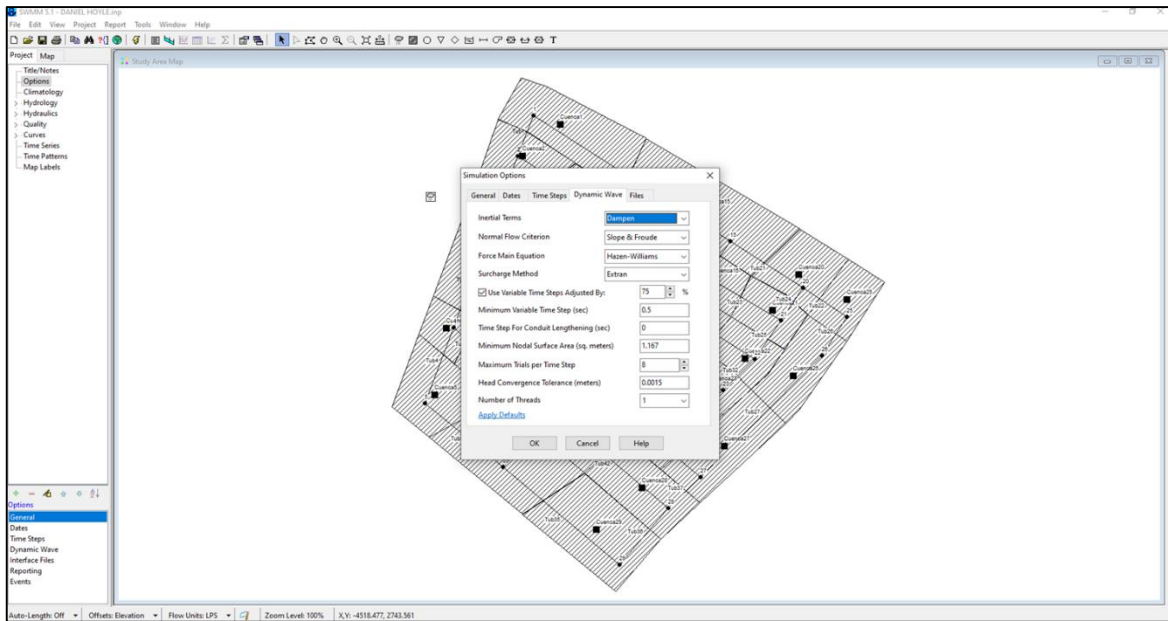 SWMM 5.1 - DANIEL HOYLE.inp
File Edit View Project Report Tools Window Help
Project Map
Study Area Map
Title/Notes
Options
Climatology
Hydrology
Hydraulics
Quality
Curves
Time Series
Time Patterns
Map Labels
Cuenca1
Cuenca2
Simulation Options
General Dates Time Steps Dynamic Wave Files
Inertial Terms Dampen
Normal Flow Criterion Slope & Froude
Force Main Equation Hazen-Williams
Surcharge Method Extran
Use Variable Time Steps Adjusted By: 75 %
Minimum Variable Time Step (sec) 0.5
Time Step For Conduit Lengthening (sec) 0
Minimum Nodal Surface Area (sq. meters) 1.167
Maximum Trials per Time Step 8
Head Convergence Tolerance (meters) 0.0015
Number of Threads 1
Apply Defaults
OK Cancel Help
Cuenca20
Cuenca25
Tub24
Tub22
Tub4
Tub32
Tub27
Tub42
Tub37
Tub35
Cuenca29
Options
General
Dates
Time Steps
Dynamic Wave
Interface Files
Reporting
Events
Auto-Length: Off Offsets: Elevation Flow Units: LPS Zoom Level: 100% X,Y: -4518.477, 2743.561